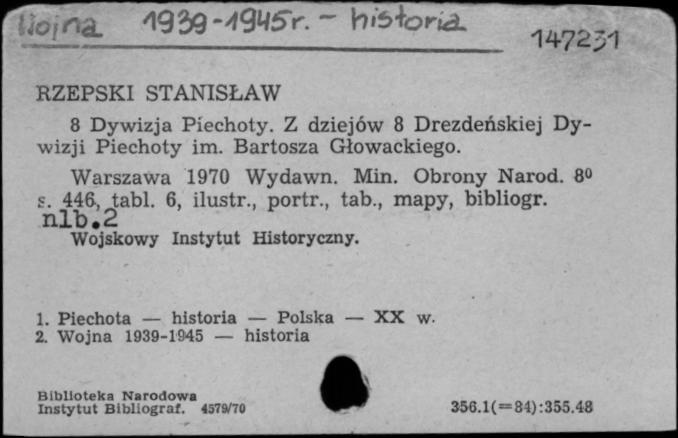 Wojna 1939-1945r. - historia
147231
RZEPSKI STANISŁAW
8 Dywizja Piechoty. Z dziejów 8 Drezdeńskiej Dy-
wizji Piechoty im. Bartosza Głowackiego.
Warszawa 1970 Wydawn. Min. Obrony Narod. 8⁰
s. 446, tabl. 6, ilustr., portr., tab., mapy, bibliogr.
nlb.2
Wojskowy Instytut Historyczny.
1. Piechota — historia — Polska — XX w.
2. Wojna 1939-1945 — historia
Biblioteka Narodowa
Instytut Bibliograf. 4579/70
356.1(=84):355.48